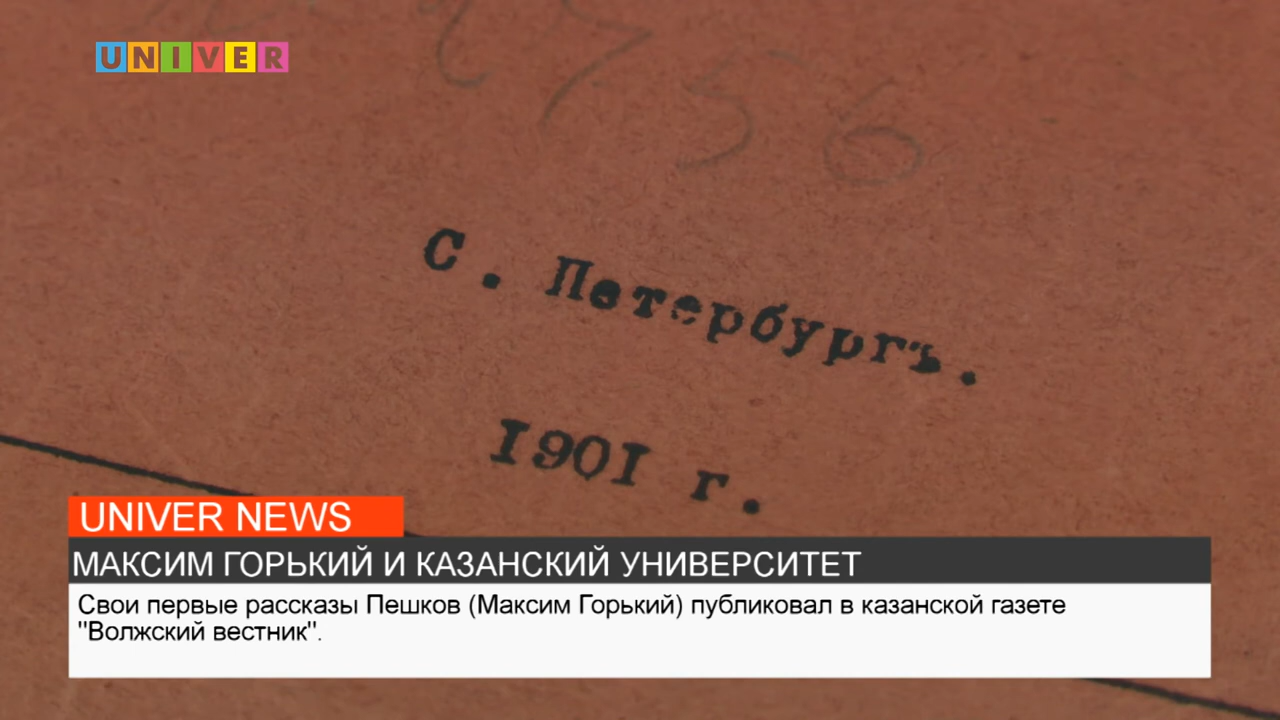 UNIVER
756
С. Петербургъ.
1901 г.
UNIVER NEWS
МАКСИМ ГОРЬКИЙ И КАЗАНСКИЙ УНИВЕРСИТЕТ
Свои первые рассказы Пешков (Максим Горький) публиковал в казанской газете
"Волжский вестник".